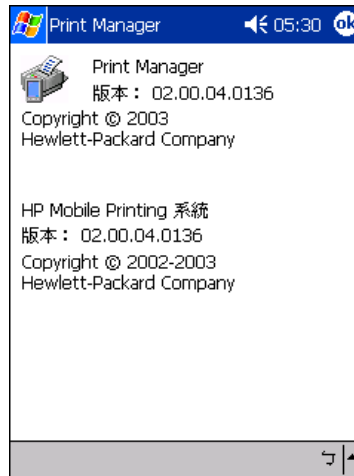 Print Manager 05:30 ok
Print Manager
版本： 02.00.04.0136
Copyright © 2003
Hewlett-Packard Company
HP Mobile Printing 系統
版本： 02.00.04.0136
Copyright © 2002-2003
Hewlett-Packard Company
ㄅ